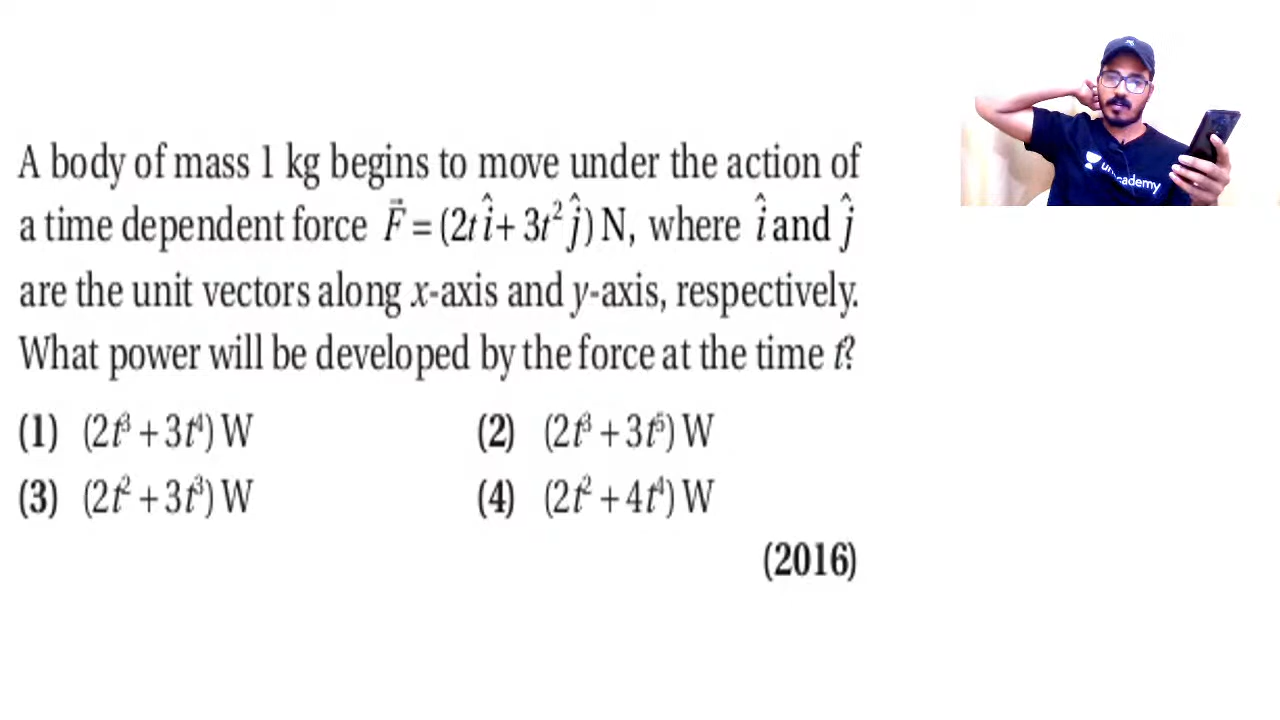 A body of mass 1 kg begins to move under the action of
a time dependent force F⃗ = (2t î + 3t² ĵ) N, where î and ĵ
are the unit vectors along x-axis and y-axis, respectively.
What power will be developed by the force at the time t?
(1) (2t³ + 3t⁴) W (2) (2t³ + 3t⁵) W
(3) (2t² + 3t³) W (4) (2t² + 4t⁴) W
(2016)